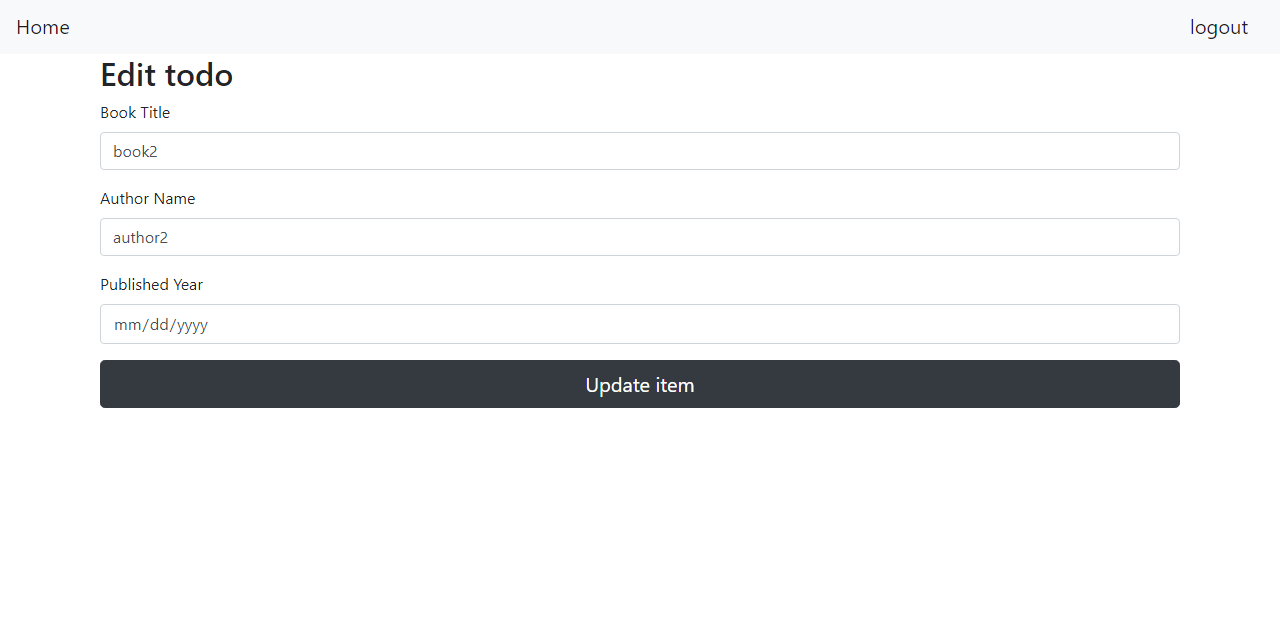 Home logout
Edit todo
Book Title
book2
Author Name
author2
Published Year
mm/dd/yyyy
Update item